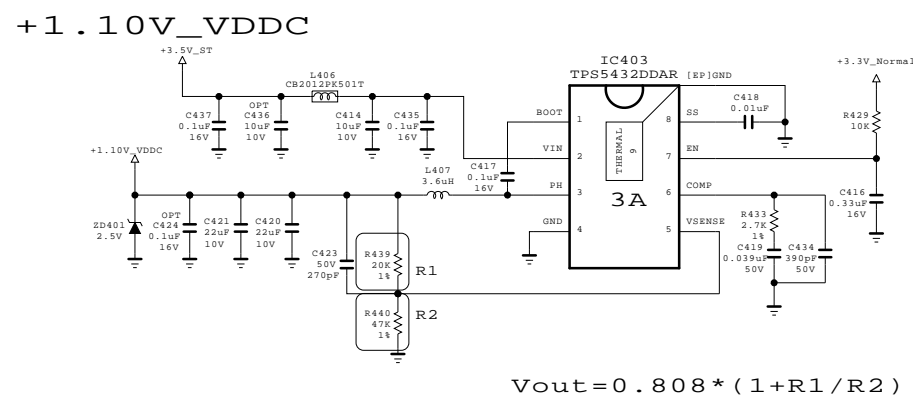 +1.10V_VDDC
+3.5V_ST
L406
CB2012PK501T
C437
0.1uF
16V
OPT
C436
10uF
10V
C414
10uF
10V
C435
0.1uF
16V
IC403
TPS5432DDAR
[EP]GND
BOOT
1
VIN
2
PH
3
GND
4
THERMAL
9
3A
8
SS
7
EN
6
COMP
5
VSENSE
C418
0.01uF
+3.3V_Normal
R429
10K
C416
0.33uF
16V
+1.10V_VDDC
ZD401
2.5V
OPT
C424
0.1uF
16V
C421
22uF
10V
C420
22uF
10V
L407
3.6uH
C417
0.1uF
16V
C423
50V
270pF
R439
20K
1%
R1
R440
47K
1%
R2
R433
2.7K
1%
C419
0.039uF
50V
C434
390pF
50V
Vout=0.808*(1+R1/R2)